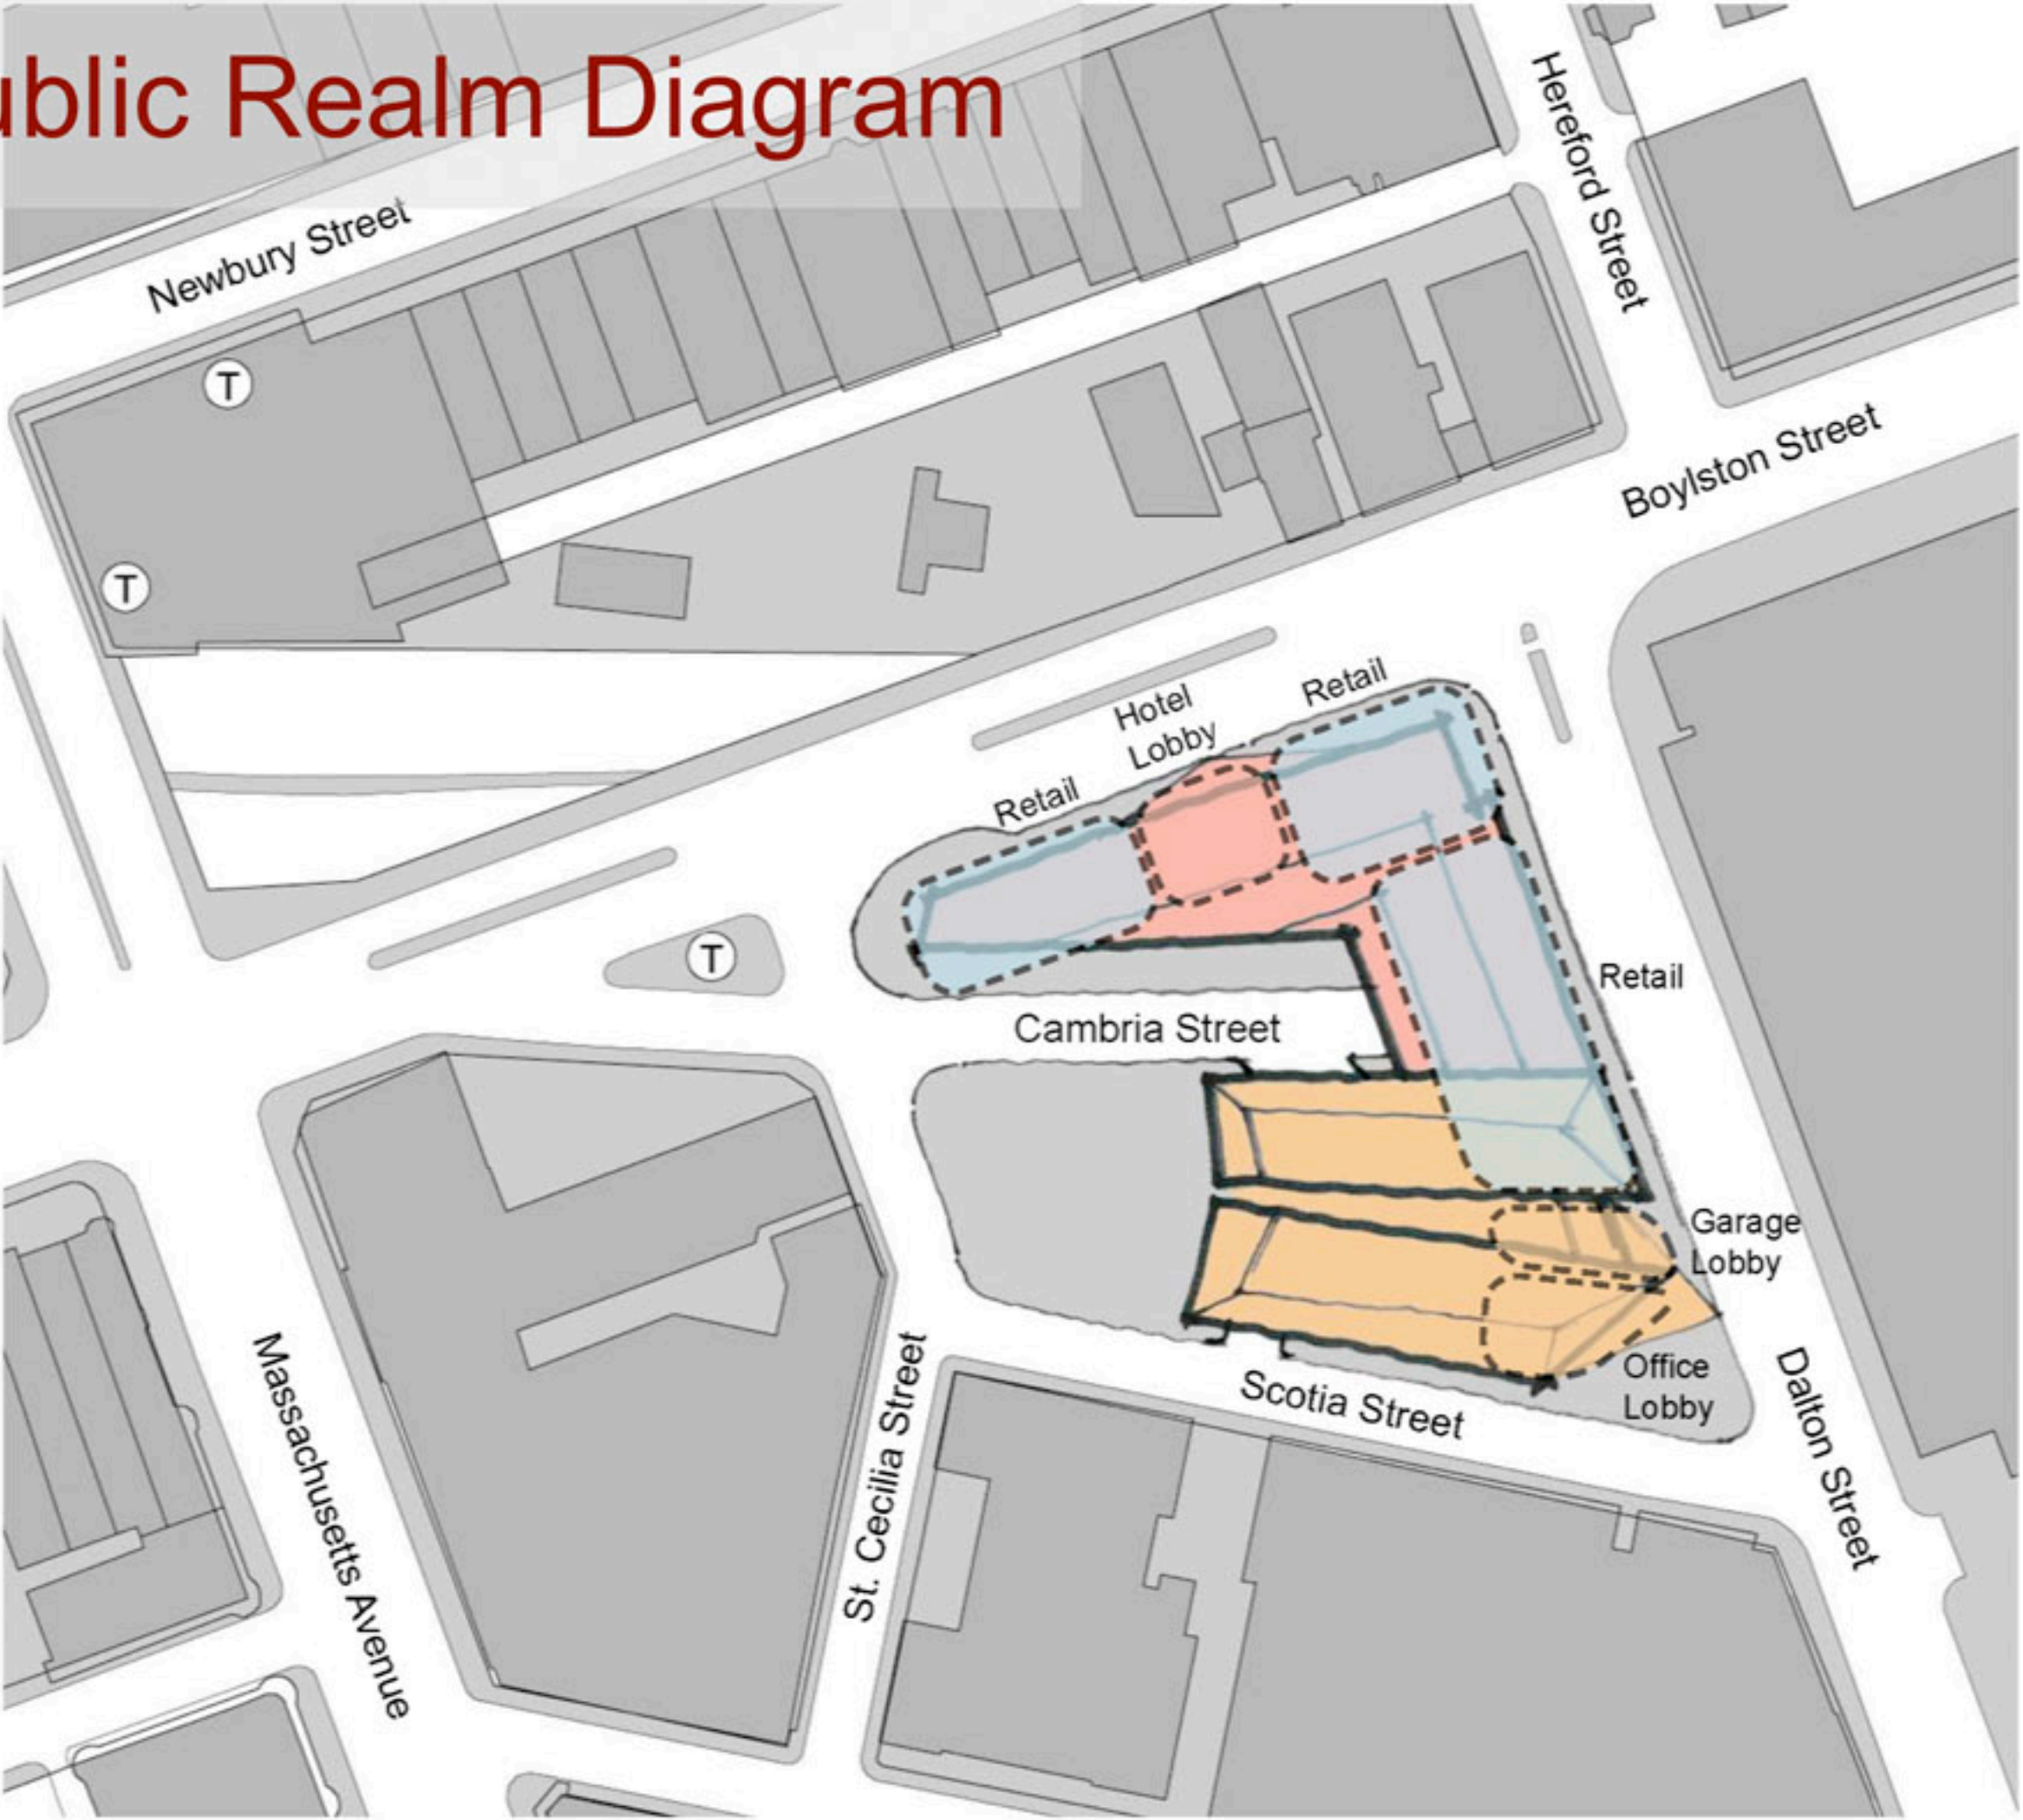 ublic Realm Diagram
Hereford Street
Newbury Street
T
Boylston Street
T
Retail
Hotel
Lobby
Retail
T
Retail
Cambria Street
Garage
Lobby
Office
Lobby
Scotia Street
Massachusetts Avenue
St. Cecilia Street
Dalton Street